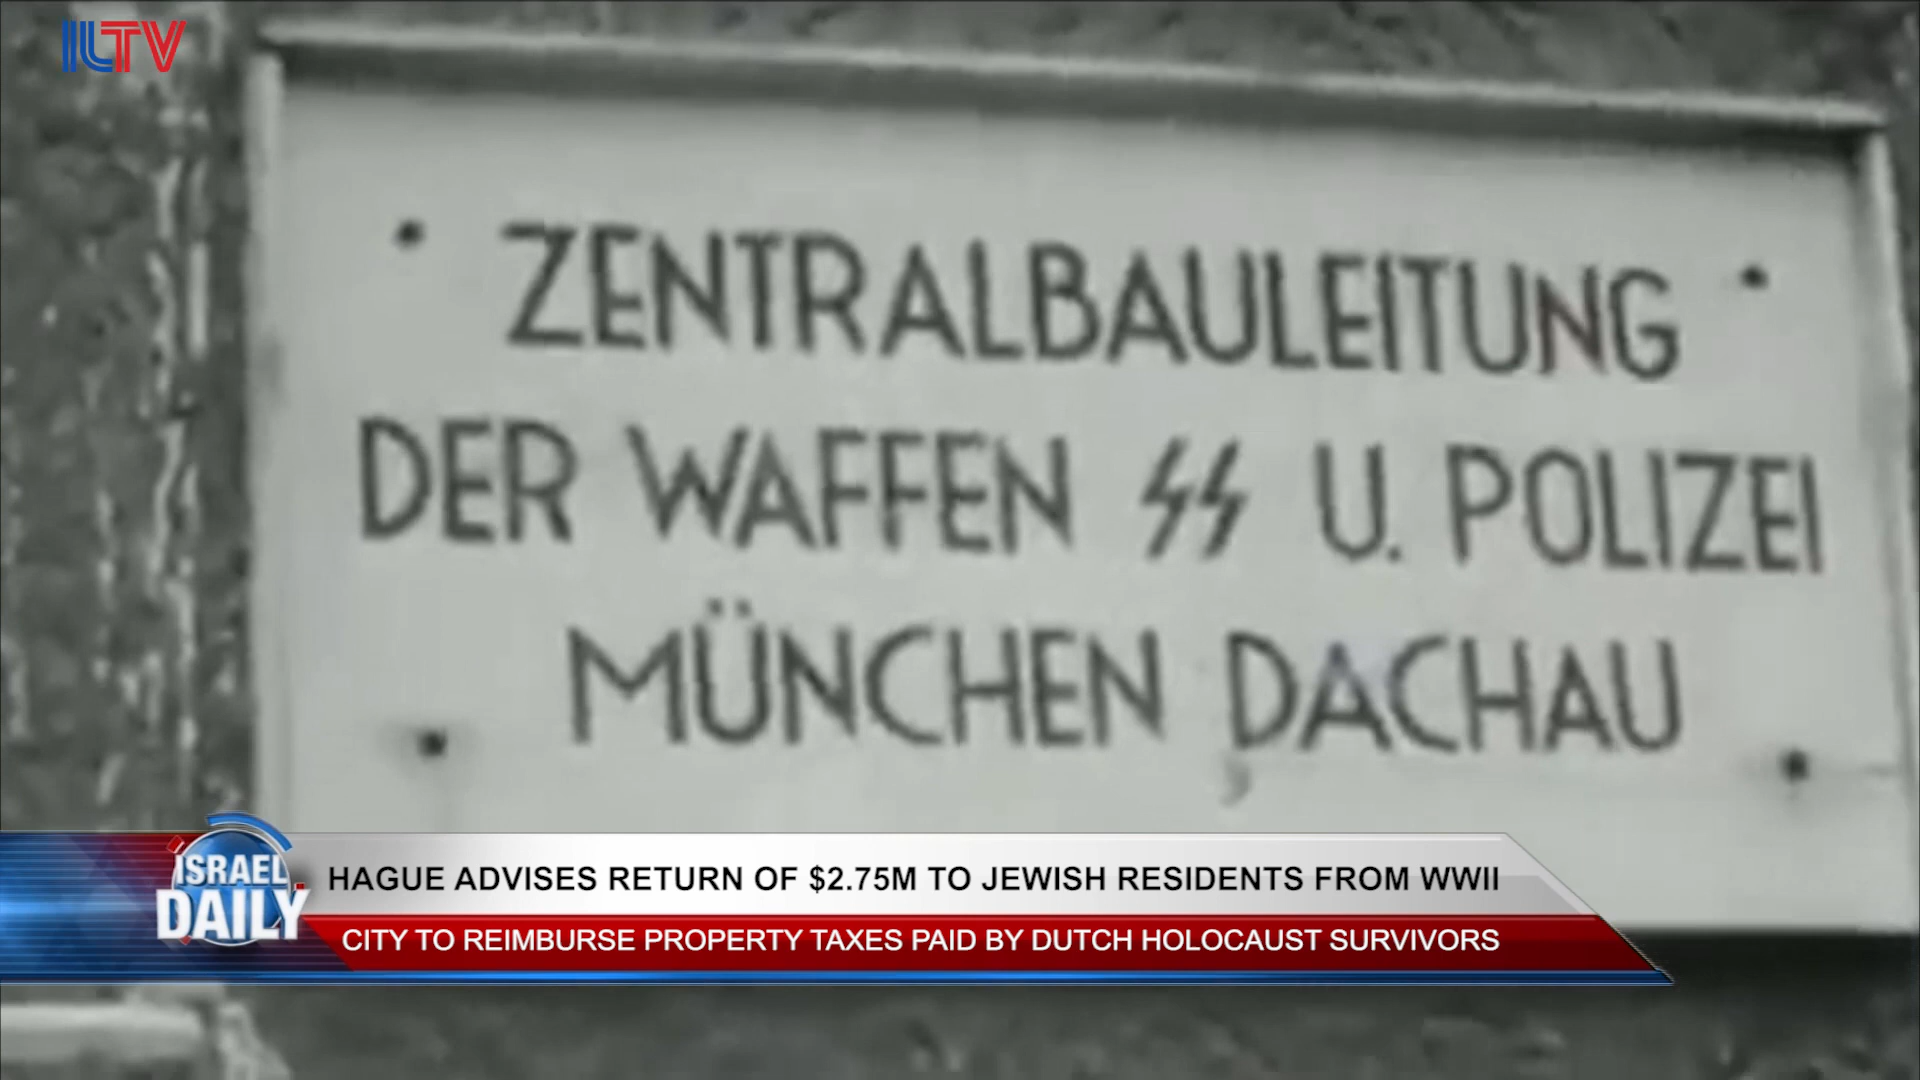 ILTV
ZENTRALBAULEITUNG
DER WAFFEN SS U. POLIZEI
MÜNCHEN DACHAU
ISRAEL
DAILY
HAGUE ADVISES RETURN OF $2.75M TO JEWISH RESIDENTS FROM WWII
CITY TO REIMBURSE PROPERTY TAXES PAID BY DUTCH HOLOCAUST SURVIVORS